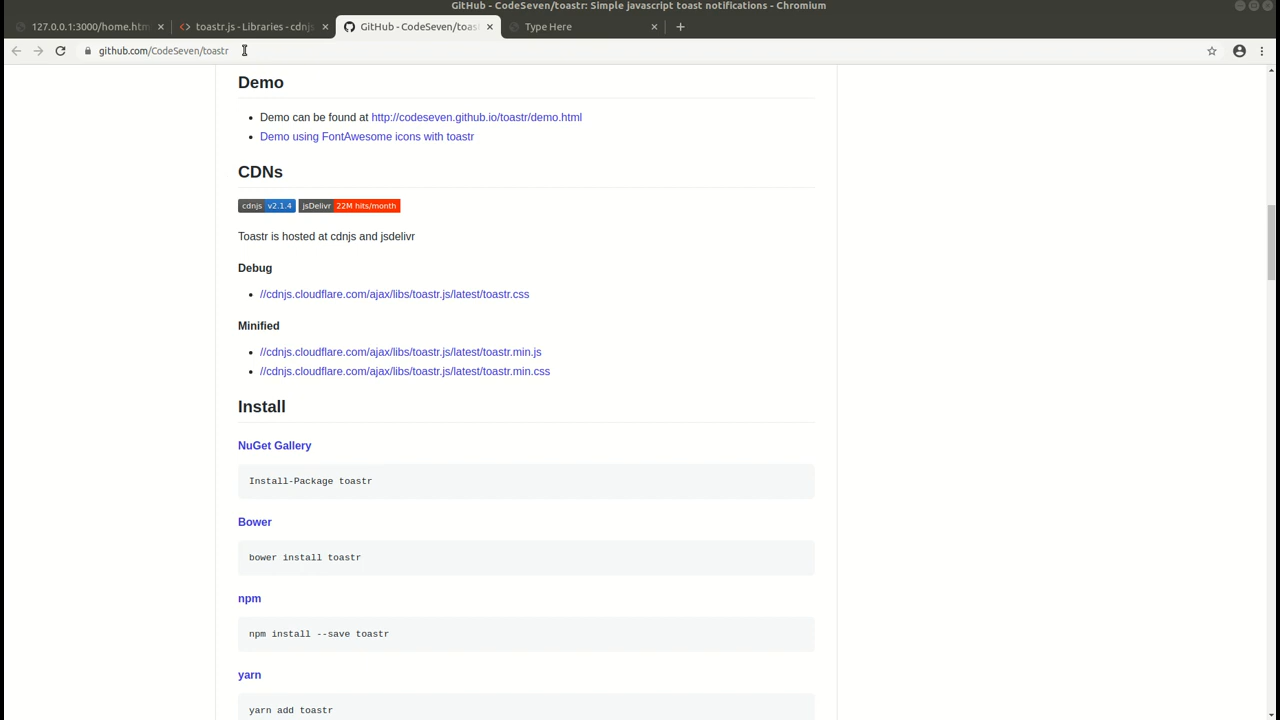 GitHub - CodeSeven/toastr: Simple javascript toast notifications - Chromium
127.0.0.1:3000/home.htm
toastr.js - Libraries - cdnjs
GitHub - CodeSeven/toas
Type Here
github.com/CodeSeven/toastr
Demo
• Demo can be found at http://codeseven.github.io/toastr/demo.html
• Demo using FontAwesome icons with toastr
CDNs
cdnjs v2.1.4 jsDelivr 22M hits/month
Toastr is hosted at cdnjs and jsdelivr
Debug
• //cdnjs.cloudflare.com/ajax/libs/toastr.js/latest/toastr.css
Minified
• //cdnjs.cloudflare.com/ajax/libs/toastr.js/latest/toastr.min.js
• //cdnjs.cloudflare.com/ajax/libs/toastr.js/latest/toastr.min.css
Install
NuGet Gallery
Install-Package toastr
Bower
bower install toastr
npm
npm install --save toastr
yarn
yarn add toastr